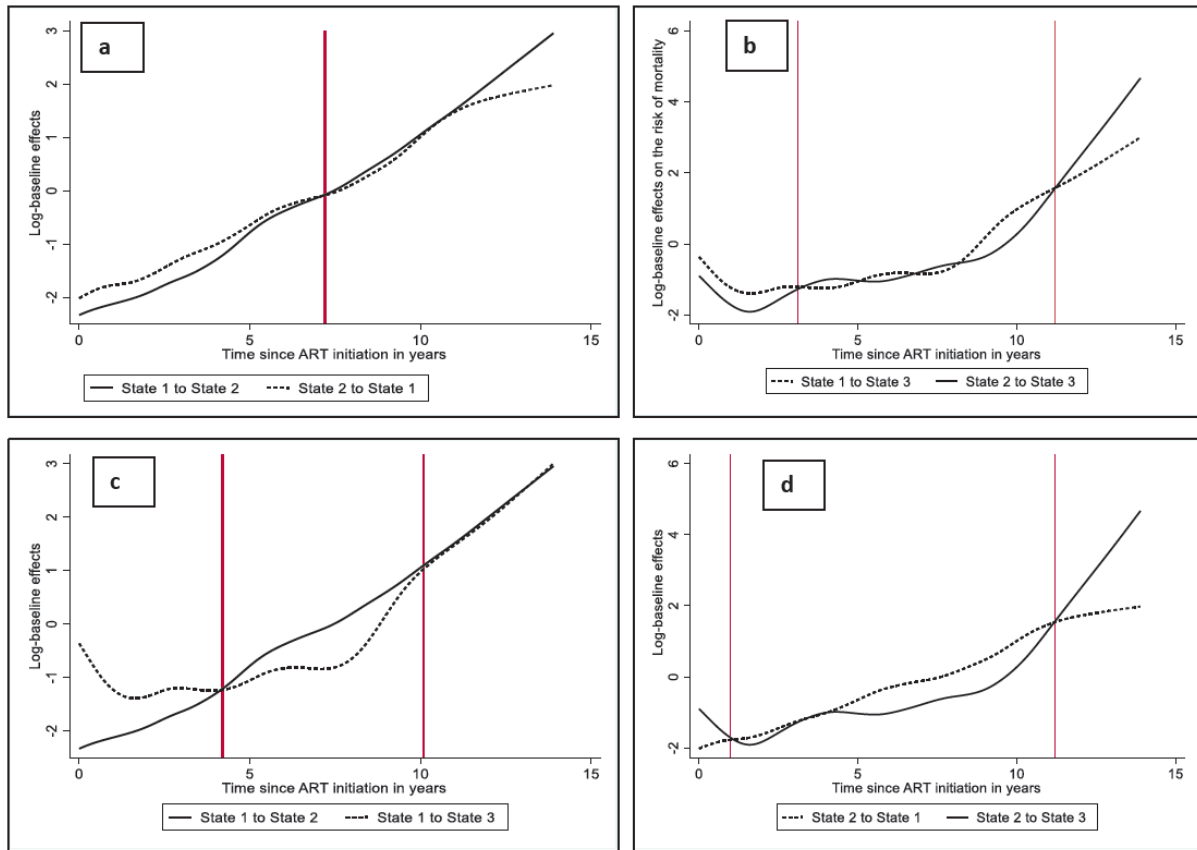 a
Log-baseline effects
3
2
1
0
-1
-2
0 5 10 15
Time since ART initiation in years
State 1 to State 2 State 2 to State 1
b
Log-baseline effects on the risk of mortality
6
4
2
0
-2
0 5 10 15
Time since ART initiation in years
State 1 to State 3 State 2 to State 3
c
Log-baseline effects
3
2
1
0
-1
-2
0 5 10 15
Time since ART initiation in years
State 1 to State 2 State 1 to State 3
d
Log-baseline effects
6
4
2
0
-2
0 5 10 15
Time since ART initiation in years
State 2 to State 1 State 2 to State 3